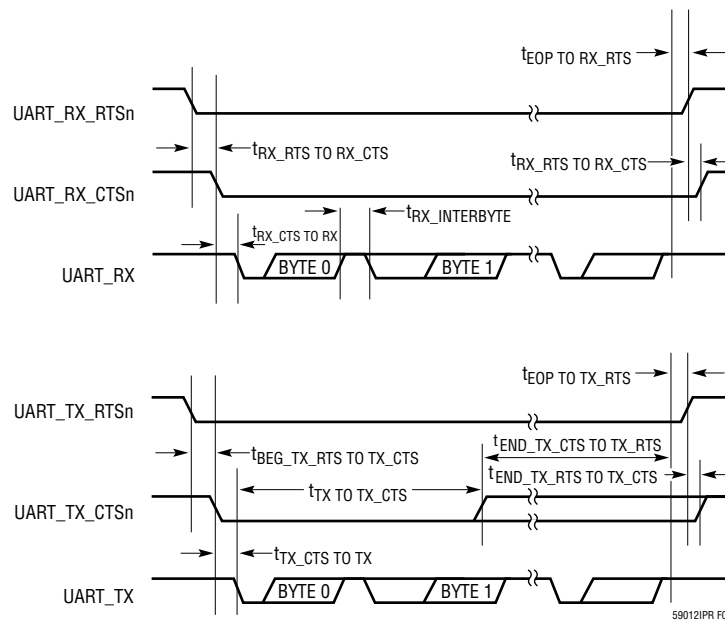 tEOP TO RX_RTS
UART_RX_RTSn
tRX_RTS TO RX_CTS
tRX_RTS TO RX_CTS
UART_RX_CTSn
tRX_INTERBYTE
tRX_CTS TO RX
UART_RX
BYTE 0
BYTE 1
tEOP TO TX_RTS
UART_TX_RTSn
tEND_TX_CTS TO TX_RTS
tBEG_TX_RTS TO TX_CTS
tEND_TX_RTS TO TX_CTS
tTX TO TX_CTS
UART_TX_CTSn
tTX_CTS TO TX
UART_TX
BYTE 0
BYTE 1
59012IPR F0